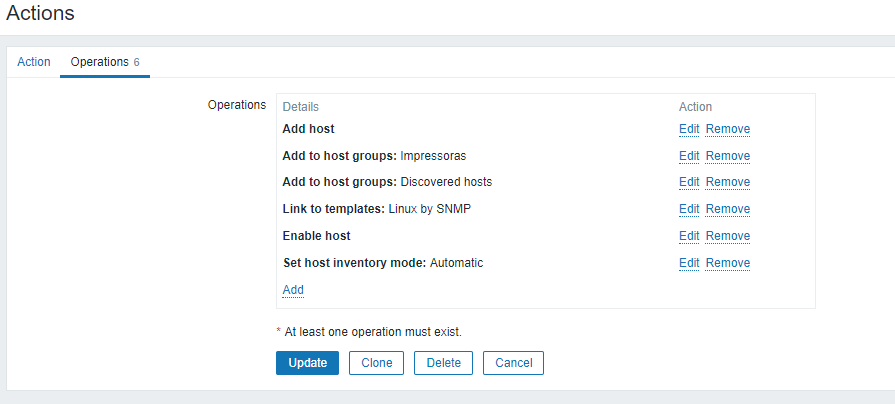 Actions
Action Operations 6
Operations Details Action
Add host Edit Remove
Add to host groups: Impressoras Edit Remove
Add to host groups: Discovered hosts Edit Remove
Link to templates: Linux by SNMP Edit Remove
Enable host Edit Remove
Set host inventory mode: Automatic Edit Remove
Add
* At least one operation must exist.
Update Clone Delete Cancel